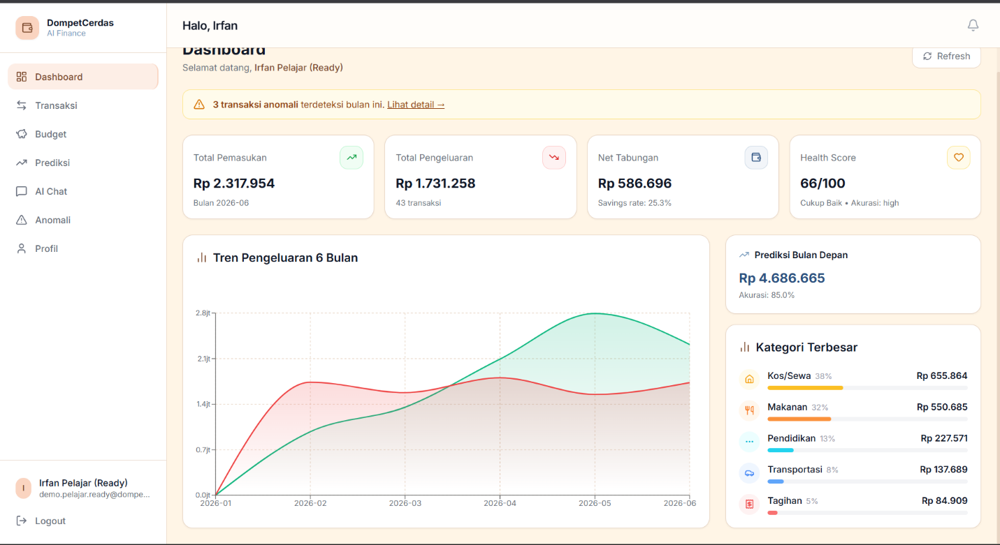 DompetCerdas
AI Finance
Dashboard
Transaksi
Budget
Prediksi
AI Chat
Anomali
Profil
Irfan Pelajar (Ready)
demo.pelajar.ready@dompe...
I
Logout
Halo, Irfan
Dashboard
Selamat datang, Irfan Pelajar (Ready)
Refresh
3 transaksi anomali terdeteksi bulan ini. Lihat detail →
Total Pemasukan
Rp 2.317.954
Bulan 2026-06
Total Pengeluaran
Rp 1.731.258
43 transaksi
Net Tabungan
Rp 586.696
Savings rate: 25.3%
Health Score
66/100
Cukup Baik • Akurasi: high
Tren Pengeluaran 6 Bulan
2.8jt
2.1jt
1.4jt
0.7jt
0.0jt
2026-01 2026-02 2026-03 2026-04 2026-05 2026-06
Prediksi Bulan Depan
Rp 4.686.665
Akurasi: 85.0%
Kategori Terbesar
Kos/Sewa 38% Rp 655.864
Makanan 32% Rp 550.685
Pendidikan 13% Rp 227.571
Transportasi 8% Rp 137.689
Tagihan 5% Rp 84.909